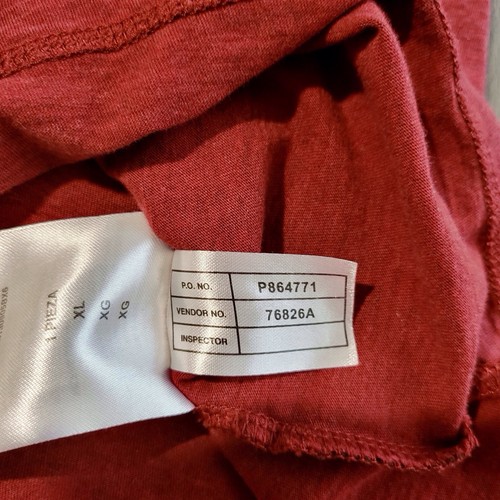 P.O. NO. P864771
VENDOR NO. 76826A
INSPECTOR
1 PIEZA
XL
XG
XG